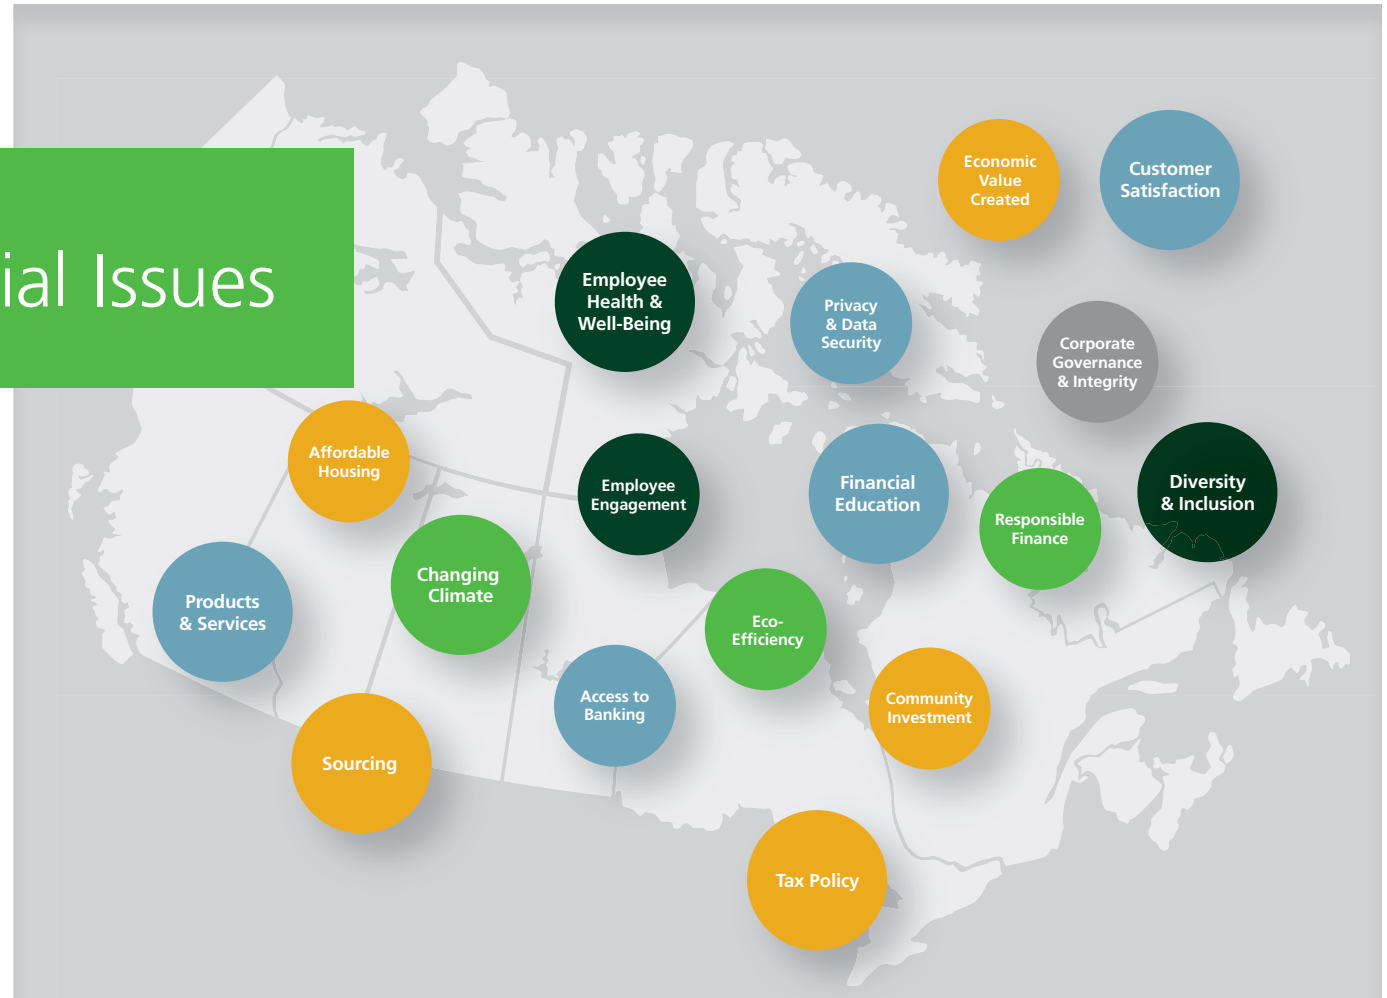 ial Issues
Economic
Value
Created
Customer
Satisfaction
Employee
Health &
Well-Being
Privacy
& Data
Security
Corporate
Governance
& Integrity
Affordable
Housing
Employee
Engagement
Financial
Education
Responsible
Finance
Diversity
& Inclusion
Products
& Services
Changing
Climate
Eco-
Efficiency
Access to
Banking
Community
Investment
Sourcing
Tax Policy